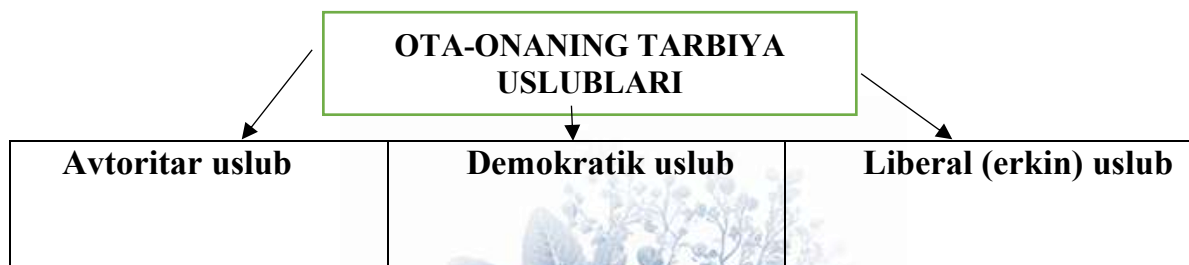 OTA-ONANING TARBIYA
USLUBLARI
Avtoritar uslub
Demokratik uslub
Liberal (erkin) uslub